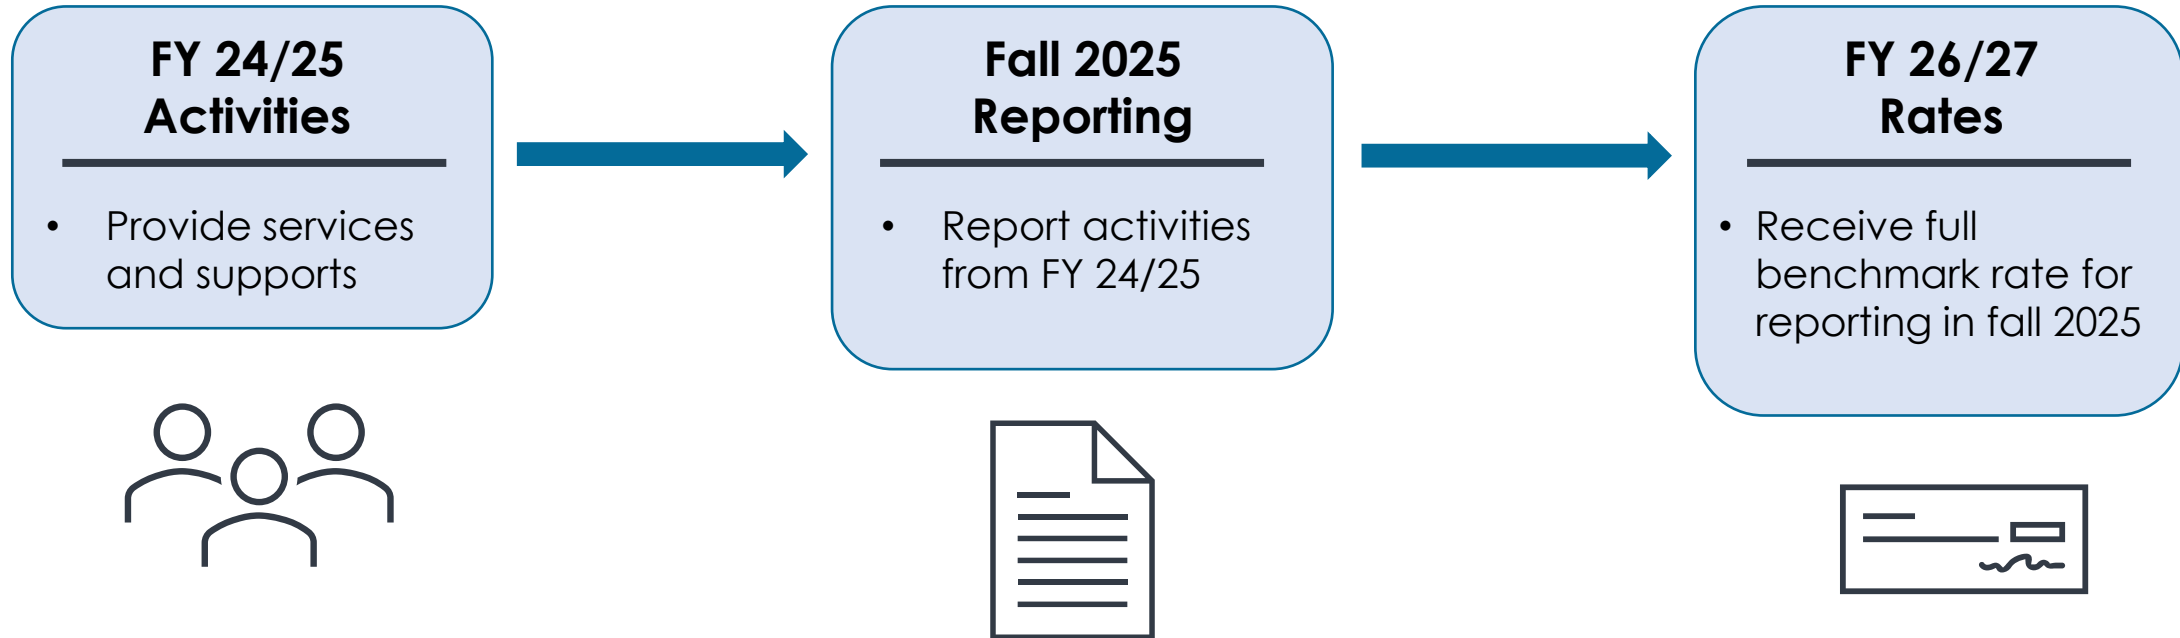 FY 24/25
Activities
• Provide services
and supports
Fall 2025
Reporting
• Report activities
from FY 24/25
FY 26/27
Rates
• Receive full
benchmark rate for
reporting in fall 2025